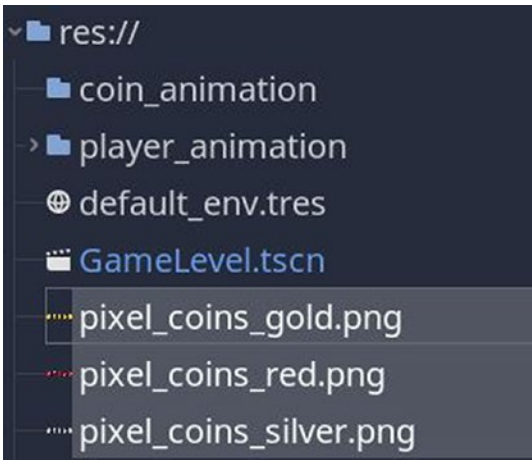 res://
coin_animation
player_animation
default_env.tres
GameLevel.tscn
pixel_coins_gold.png
pixel_coins_red.png
pixel_coins_silver.png